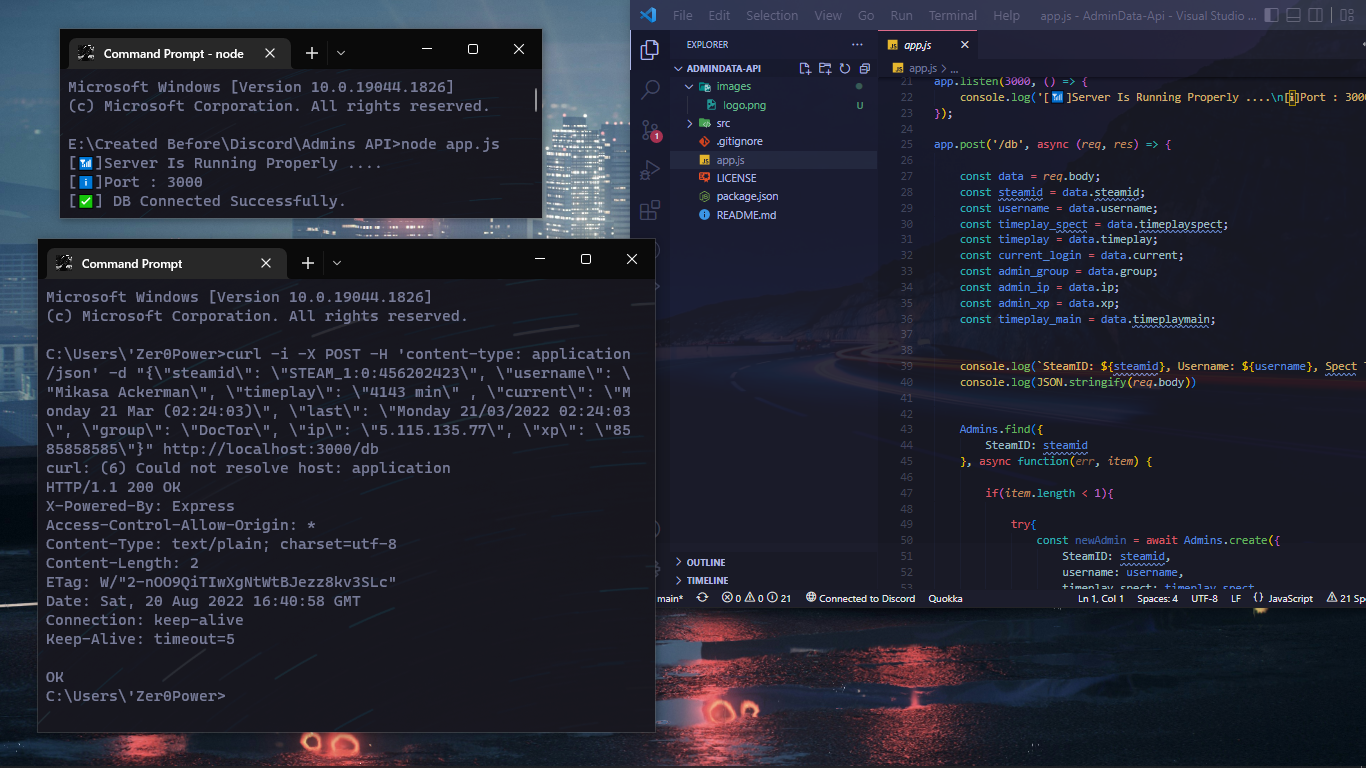 Command Prompt - node
Microsoft Windows [Version 10.0.19044.1826]
(c) Microsoft Corporation. All rights reserved.
E:\Created Before\Discord\Admins API>node app.js
[📶]Server Is Running Properly ....
[ℹ️]Port : 3000
[✅] DB Connected Successfully.
Command Prompt
Microsoft Windows [Version 10.0.19044.1826]
(c) Microsoft Corporation. All rights reserved.
C:\Users\'Zer0Power>curl -i -X POST -H 'content-type: application
/json' -d "{\"steamid\": \"STEAM_1:0:456202423\", \"username\": \
"Mikasa Ackerman\", \"timeplay\": \"4143 min\" , \"current\": \"M
onday 21 Mar (02:24:03)\", \"last\": \"Monday 21/03/2022 02:24:03
\", \"group\": \"DocTor\", \"ip\": \"5.115.135.77\", \"xp\": \"85
85858585\"}" http://localhost:3000/db
curl: (6) Could not resolve host: application
HTTP/1.1 200 OK
X-Powered-By: Express
Access-Control-Allow-Origin: *
Content-Type: text/plain; charset=utf-8
Content-Length: 2
ETag: W/"2-nOO9QiTIwXgNtWtBJezz8kv3SLc"
Date: Sat, 20 Aug 2022 16:40:58 GMT
Connection: keep-alive
Keep-Alive: timeout=5
OK
C:\Users\'Zer0Power>
File Edit Selection View Go Run Terminal Help app.js - AdminData-Api - Visual Studio ...
EXPLORER ...
ADMINDATA-API
images
logo.png U
src
.gitignore
JS app.js
LICENSE
package.json
README.md
OUTLINE
TIMELINE
1
JS app.js
JS app.js > ...
21 app.listen(3000, () => {
22 console.log('[📶]Server Is Running Properly ....\n[ℹ]Port : 3000
23 });
24
25 app.post('/db', async (req, res) => {
26
27 const data = req.body;
28 const steamid = data.steamid;
29 const username = data.username;
30 const timeplay_spect = data.timeplayspect;
31 const timeplay = data.timeplay;
32 const current_login = data.current;
33 const admin_group = data.group;
34 const admin_ip = data.ip;
35 const admin_xp = data.xp;
36 const timeplay_main = data.timeplaymain;
37
38
39 console.log(`SteamID: ${steamid}, Username: ${username}, Spect
40 console.log(JSON.stringify(req.body))
41
42
43 Admins.find({
44 SteamID: steamid
45 }, async function(err, item) {
46
47 if(item.length < 1){
48
49 try{
50 const newAdmin = await Admins.create({
51 SteamID: steamid,
52 username: username,
53 timeplay_spect: timeplay_spect
main* 0 0 21 Connected to Discord Quokka Ln 1, Col 1 Spaces: 4 UTF-8 LF {} JavaScript 21